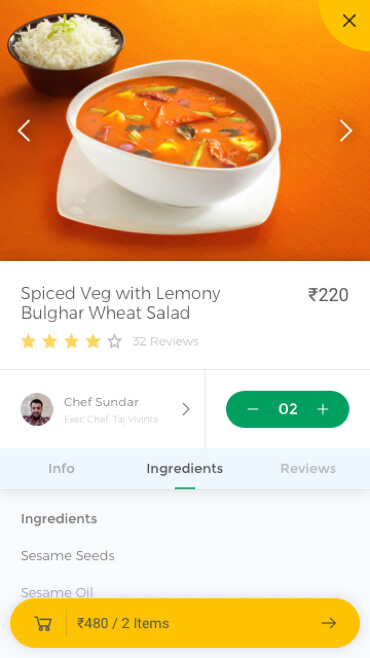 Spiced Veg with Lemony
₹220
Bulghar Wheat Salad
32 Reviews
Chef Sundar
Exec Chef, Taj Vivinta
02
Info
Ingredients
Reviews
Ingredients
Sesame Seeds
Sesame Oil
₹480 / 2 Items